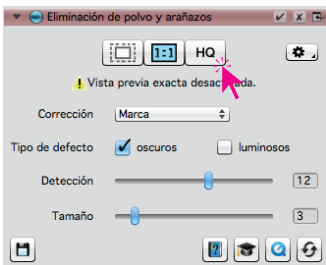 Eliminación de polvo y arañazos
1:1 HQ
! Vista previa exacta desactivada.
Corrección Marca
Tipo de defecto oscuros luminosos
Detección 12
Tamaño 3